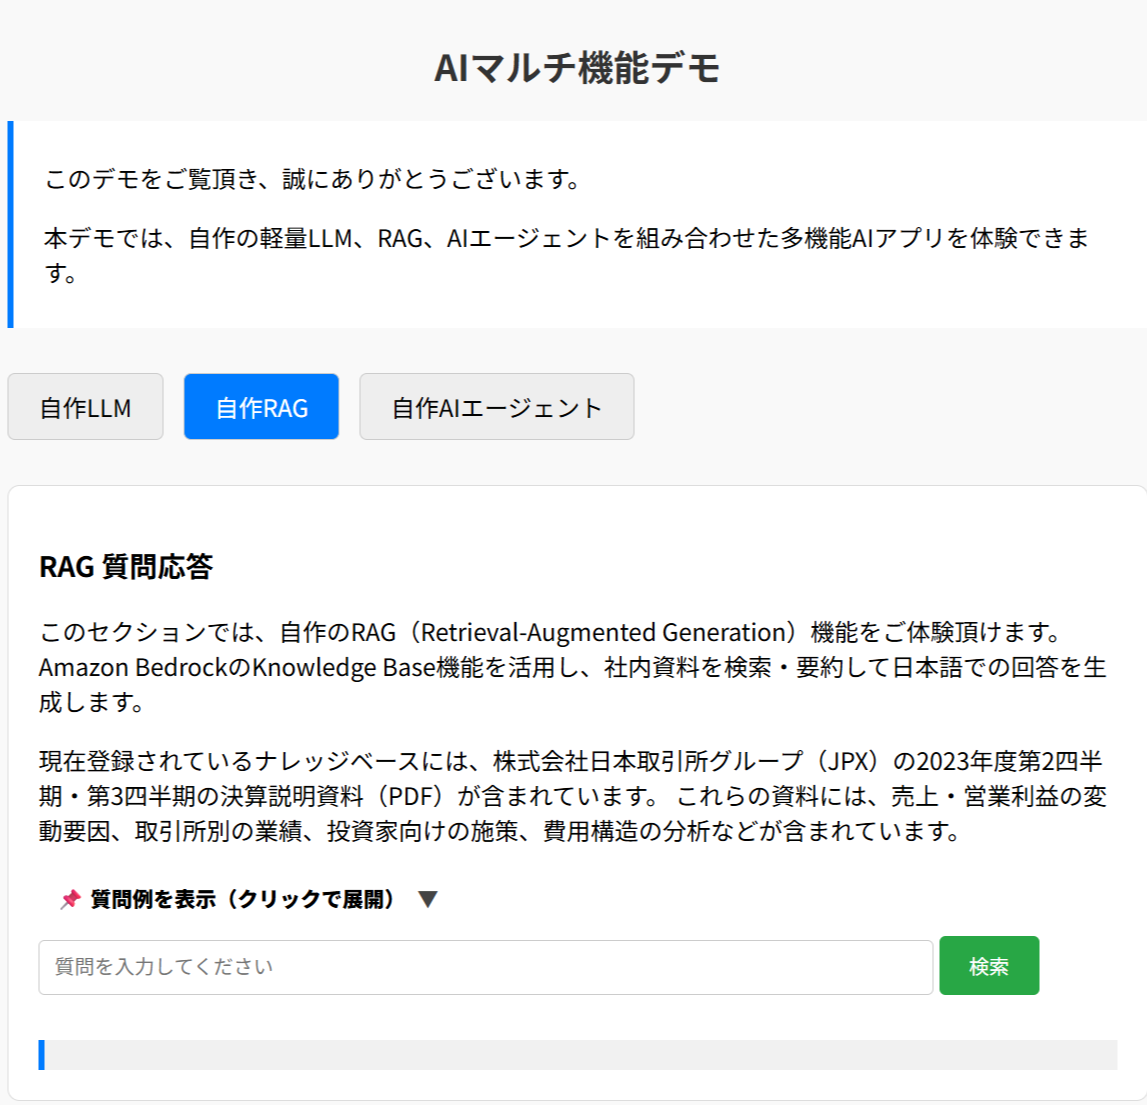 AIマルチ機能デモ
このデモをご覧頂き、誠にありがとうございます。
本デモでは、自作の軽量LLM、RAG、AIエージェントを組み合わせた多機能AIアプリを体験できま
す。
自作LLM
自作RAG
自作AIエージェント
RAG 質問応答
このセクションでは、自作のRAG（Retrieval-Augmented Generation）機能をご体験頂けます。
Amazon BedrockのKnowledge Base機能を活用し、社内資料を検索・要約して日本語での回答を生
成します。
現在登録されているナレッジベースには、株式会社日本取引所グループ（JPX）の2023年度第2四半
期・第3四半期の決算説明資料（PDF）が含まれています。 これらの資料には、売上・営業利益の変
動要因、取引所別の業績、投資家向けの施策、費用構造の分析などが含まれています。
📌 質問例を表示（クリックで展開） ▼
質問を入力してください
検索